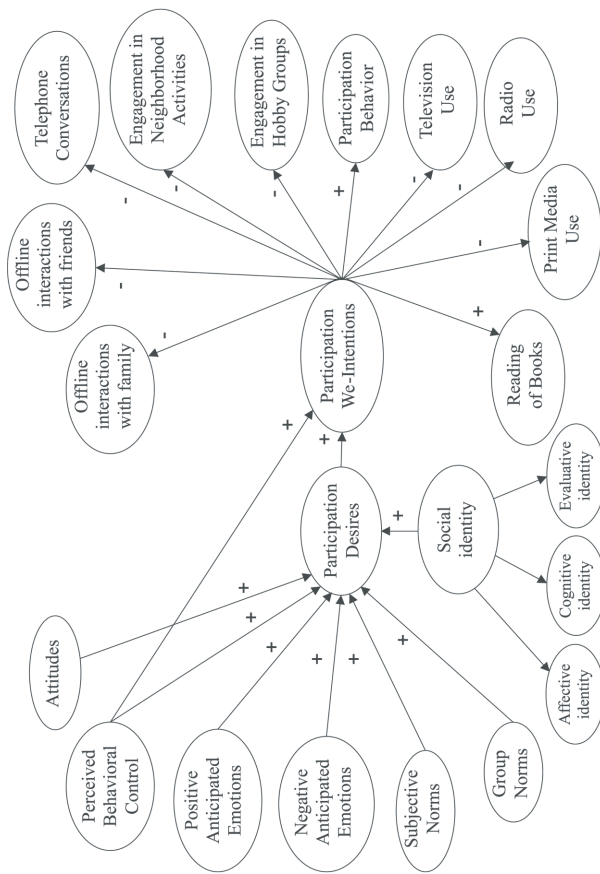 Attitudes
Perceived
Behavioral
Control
Positive
Anticipated
Emotions
Negative
Anticipated
Emotions
Subjective
Norms
Group
Norms
+
+
+
+
+
+
+
+
+
Participation
Desires
Social
identity
Affective
identity
Cognitive
identity
Evaluative
identity
Participation
We-Intentions
Offline
interactions
with family
-
Offline
interactions
with friends
-
Telephone
Conversations
-
Engagement in
Neighborhood
Activities
-
Engagement in
Hobby Groups
-
Participation
Behavior
+
Television
Use
-
Radio
Use
-
Print Media
Use
-
Reading
of Books
+